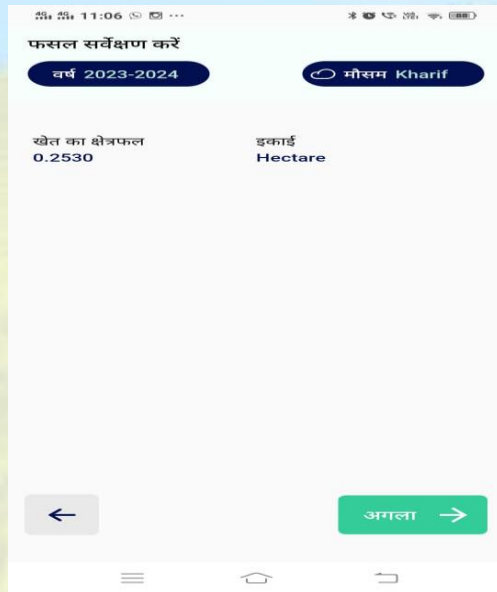 11:06
फसल सर्वेक्षण करें
वर्ष 2023-2024
मौसम Kharif
खेत का क्षेत्रफल
0.2530
इकाई
Hectare
अगला